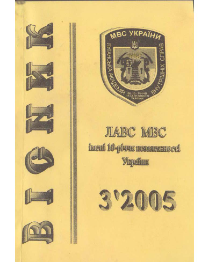 ВІСНИК
МВС УКРАЇНИ
ЛАВС МВС
імені 10-річчя незалежності
України
3'2005